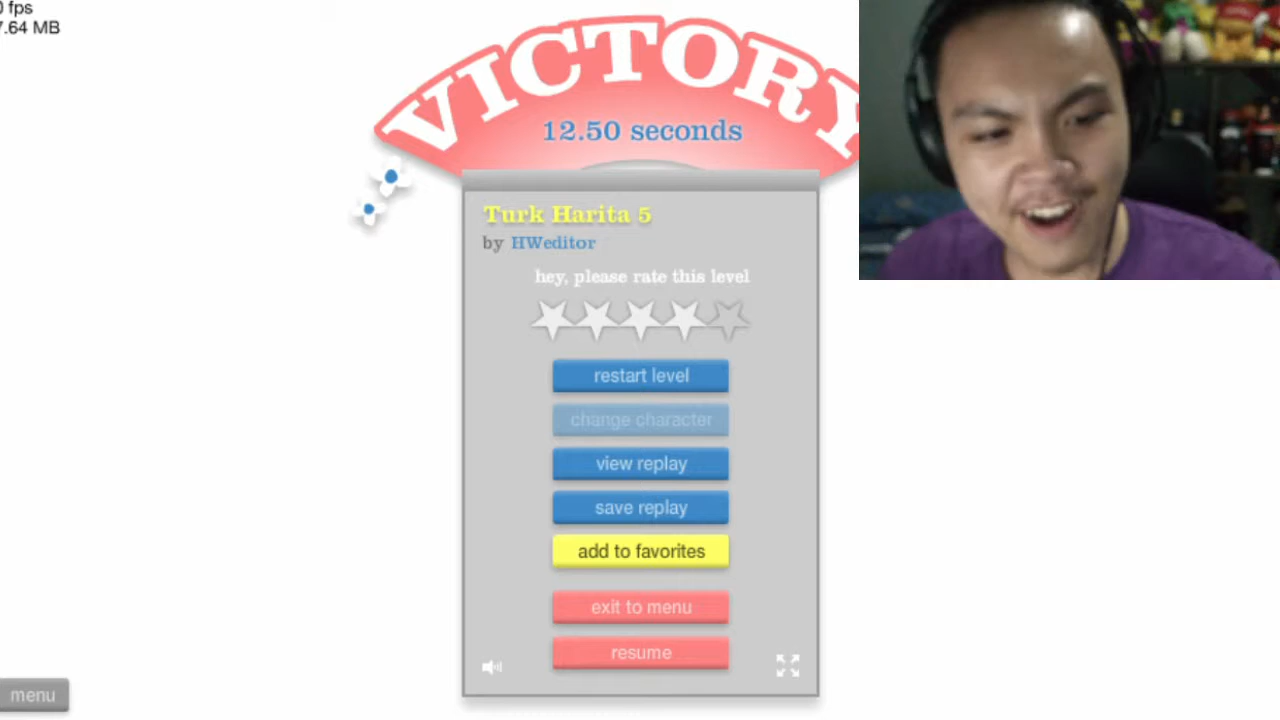 0 fps
7.64 MB
VICTORY
12.50 seconds
Turk Harita 5
by HWeditor
hey, please rate this level
restart level
change character
view replay
save replay
add to favorites
exit to menu
resume
menu